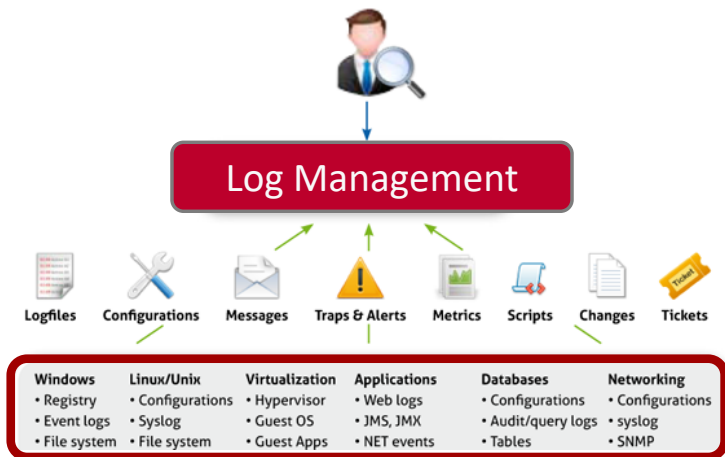 Log Management
Logfiles
Configurations
Messages
Traps & Alerts
Metrics
Scripts
Changes
Ticket
Tickets
Windows
• Registry
• Event logs
• File system
Linux/Unix
• Configurations
• Syslog
• File system
Virtualization
• Hypervisor
• Guest OS
• Guest Apps
Applications
• Web logs
• JMS, JMX
• NET events
Databases
• Configurations
• Audit/query logs
• Tables
Networking
• Configurations
• syslog
• SNMP